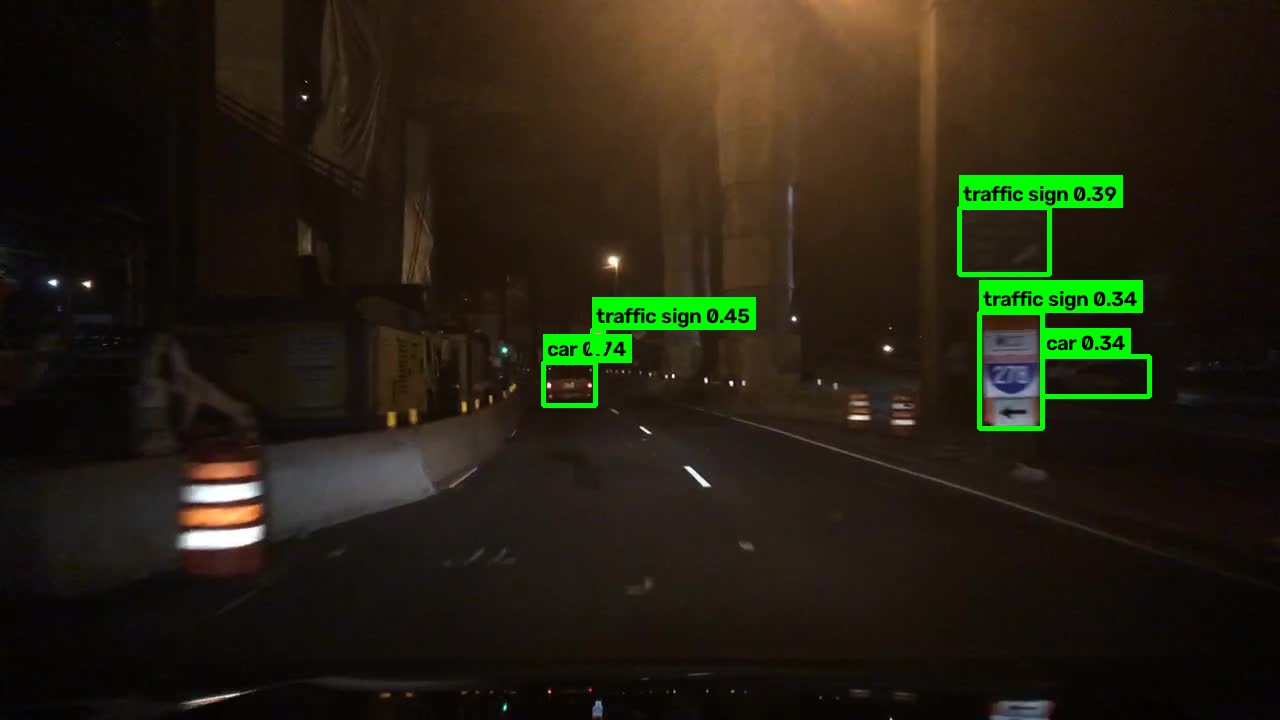 traffic sign 0.39
traffic sign 0.34
traffic sign 0.45
car 0.74
car 0.34
278